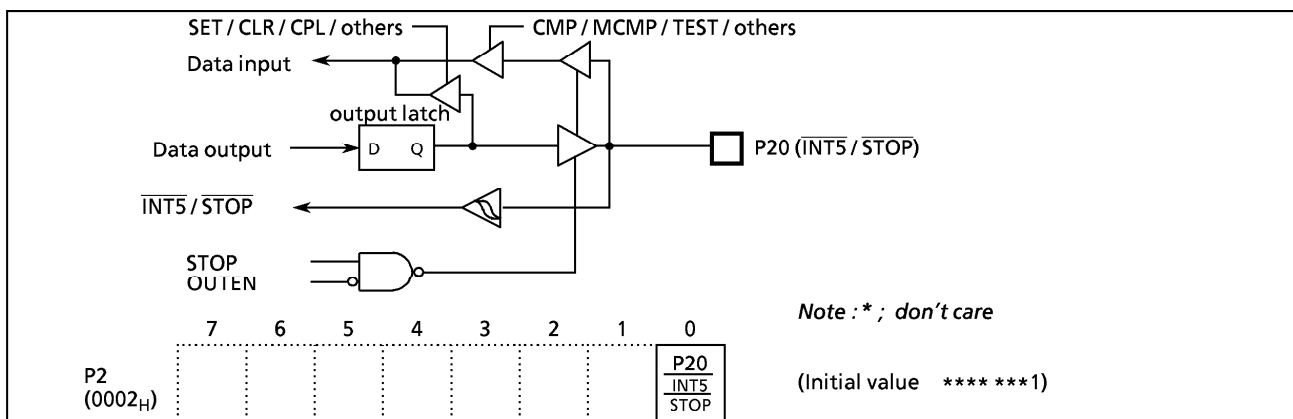 SET / CLR / CPL / others CMP / MCMP / TEST / others
Data input
output latch
Data output D Q P20 (INT5 / STOP)
INT5 / STOP
STOP
OUTEN
Note : * ; don't care
7 6 5 4 3 2 1 0
P2
(0002H)
P20
INT5
STOP
(Initial value **** ***1)